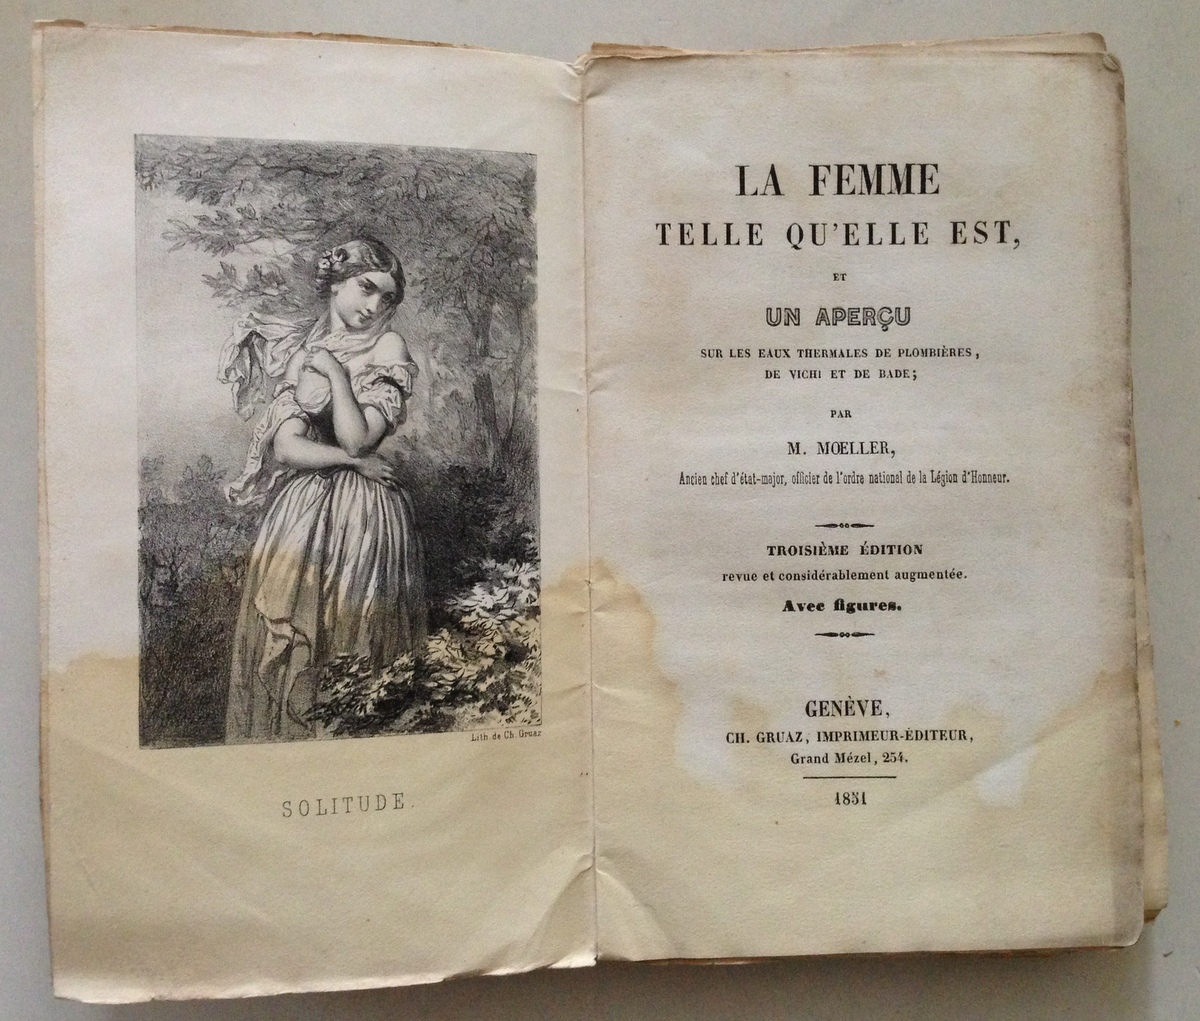 Lith. de Ch. Gruaz
SOLITUDE.
LA FEMME
TELLE QU'ELLE EST,
ET
UN APERÇU
SUR LES EAUX THERMALES DE PLOMBIÈRES,
DE VICHI ET DE BADE;
PAR
M. MOELLER,
Ancien chef d'état-major, officier de l'ordre national de la Légion d'Honneur.
TROISIÈME ÉDITION
revue et considérablement augmentée.
Avec figures.
GENÈVE,
CH. GRUAZ, IMPRIMEUR-ÉDITEUR,
Grand Mézel, 254.
1851